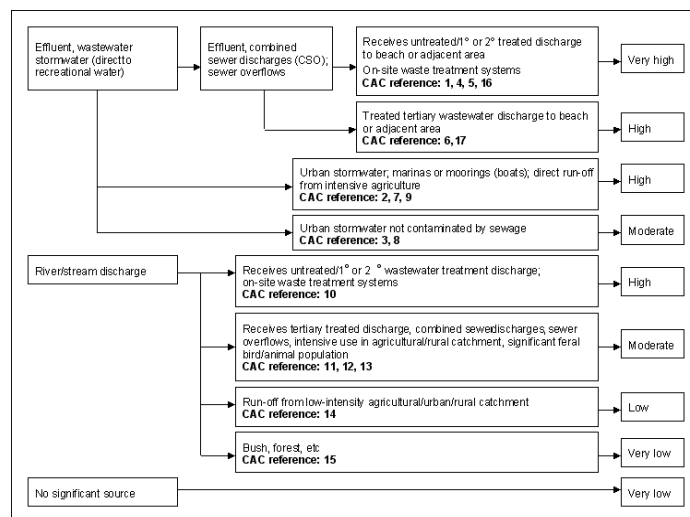 Effluent, wastewater
stormwater (directto
recreational water)
Effluent, combined
sewer discharges (CSO);
sewer overflows
Receives untreated/1° or 2° treated discharge
to beach or adjacent area
On-site waste treatment systems
CAC reference: 1, 4, 5, 16
Very high
Treated tertiary wastewater discharge to beach
or adjacent area
CAC reference: 6, 17
High
Urban stormwater; marinas or moorings (boats); direct run-off
from intensive agriculture
CAC reference: 2, 7, 9
High
Urban stormwater not contaminated by sewage
CAC reference: 3, 8
Moderate
River/stream discharge
Receives untreated/1° or 2 ° wastewater treatment discharge;
on-site waste treatment systems
CAC reference: 10
High
Receives tertiary treated discharge, combined sewerdischarges, sewer
overflows, intensive use in agricultural/rural catchment, significant feral
bird/animal population
CAC reference: 11, 12, 13
Moderate
Run-off from low-intensity agricultural/urban/rural catchment
CAC reference: 14
Low
Bush, forest, etc
CAC reference: 15
Very low
No significant source
Very low